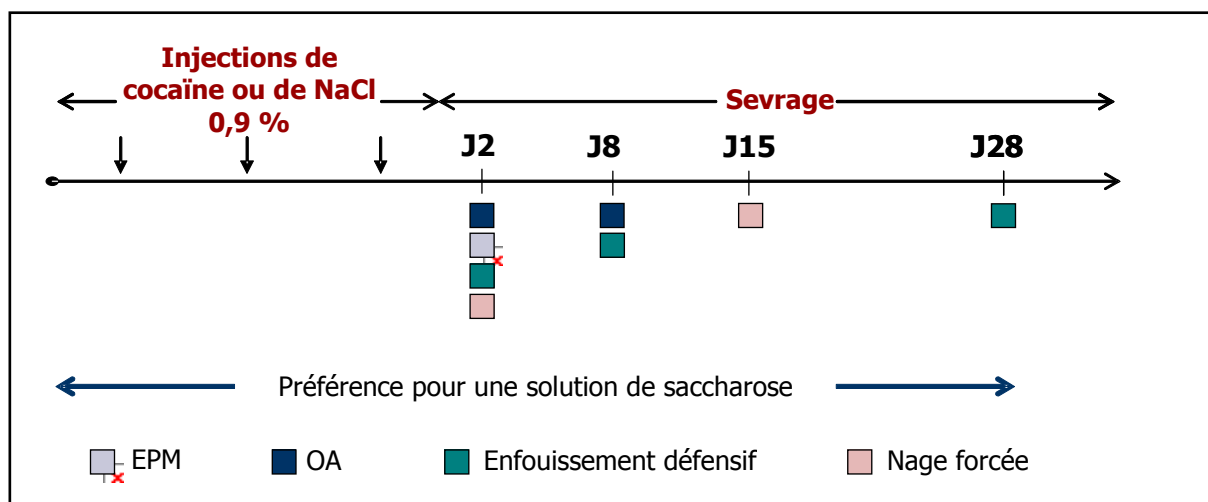 Injections de
cocaïne ou de NaCl
0,9 %
Sevrage
J2 J8 J15 J28
Préférence pour une solution de saccharose
EPM OA Enfouissement défensif Nage forcée